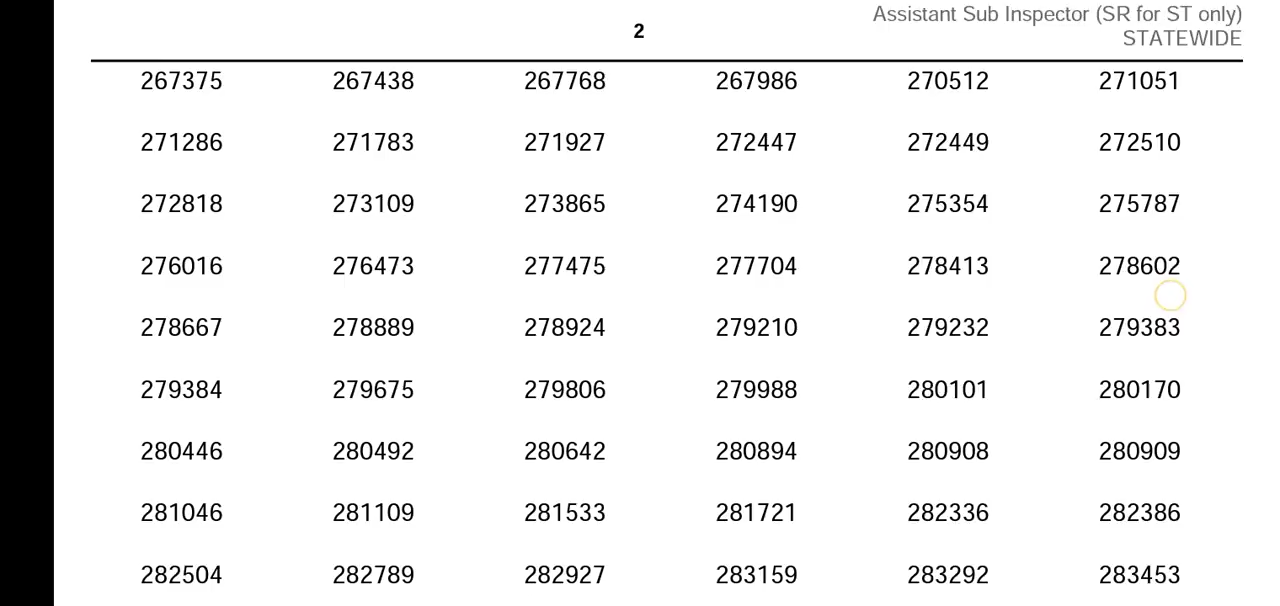 Assistant Sub Inspector (SR for ST only)
2
STATEWIDE
267375 267438 267768 267986 270512 271051
271286 271783 271927 272447 272449 272510
272818 273109 273865 274190 275354 275787
276016 276473 277475 277704 278413 278602
278667 278889 278924 279210 279232 279383
279384 279675 279806 279988 280101 280170
280446 280492 280642 280894 280908 280909
281046 281109 281533 281721 282336 282386
282504 282789 282927 283159 283292 283453